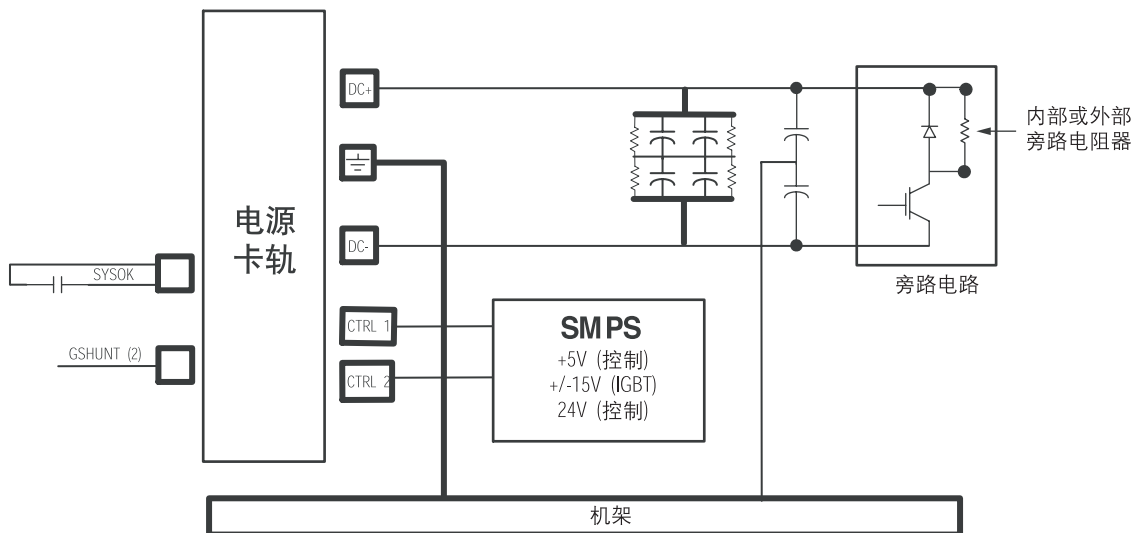 DC+
内部或外部
旁路电阻器
电源
卡轨
DC-
SYSOK
旁路电路
CTRL 1
SMPS
+5V (控制)
+/-15V (IGBT)
24V (控制)
GSHUNT (2)
CTRL 2
机架